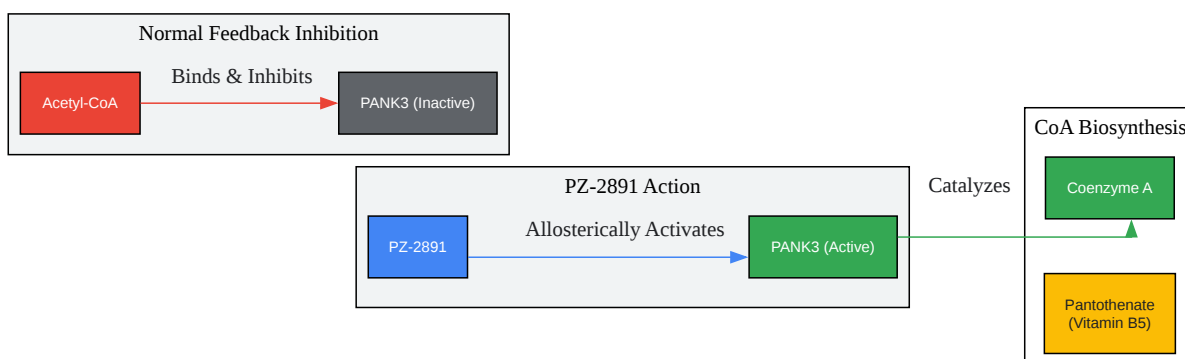 Normal Feedback Inhibition
Acetyl-CoA
Binds & Inhibits
PANK3 (Inactive)
PZ-2891 Action
PZ-2891
Allosterically Activates
PANK3 (Active)
Catalyzes
CoA Biosynthesis
Coenzyme A
Pantothenate
(Vitamin B5)